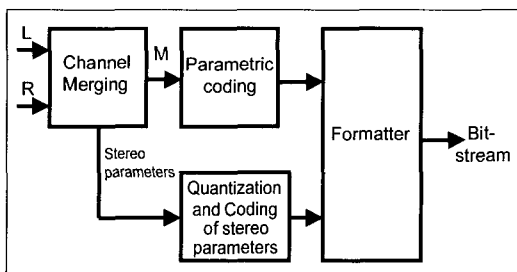 L
R
Channel
Merging
M
Parametric
coding
Stereo
parameters
Quantization
and Coding
of stereo
parameters
Formatter
Bit-
stream